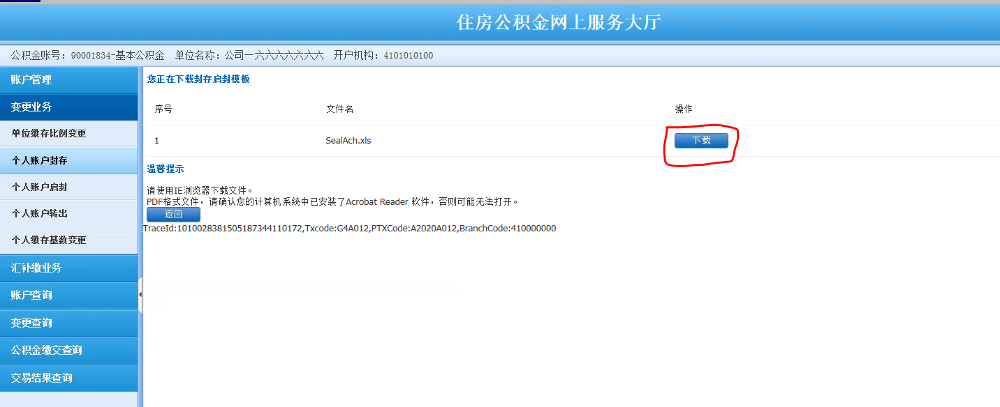 住房公积金网上服务大厅
公积金账号：90001834-基本公积金 单位名称：公司一六六六六六六六 开户机构：4101010100
账户管理
变更业务
单位缴存比例变更
个人账户封存
个人账户启封
个人账户转出
个人缴存基数变更
汇补缴业务
账户查询
变更查询
公积金缴交查询
交易结果查询
您正在下载封存启封模板
序号 文件名 操作
1 SealAch.xls 下载
温馨提示
请使用IE浏览器下载文件。
PDF格式文件，请确认您的计算机系统中已安装了Acrobat Reader 软件，否则可能无法打开。
返回
TraceId:1010028381505187344110172,Txcode:G4A012,PTXCode:A2020A012,BranchCode:410000000